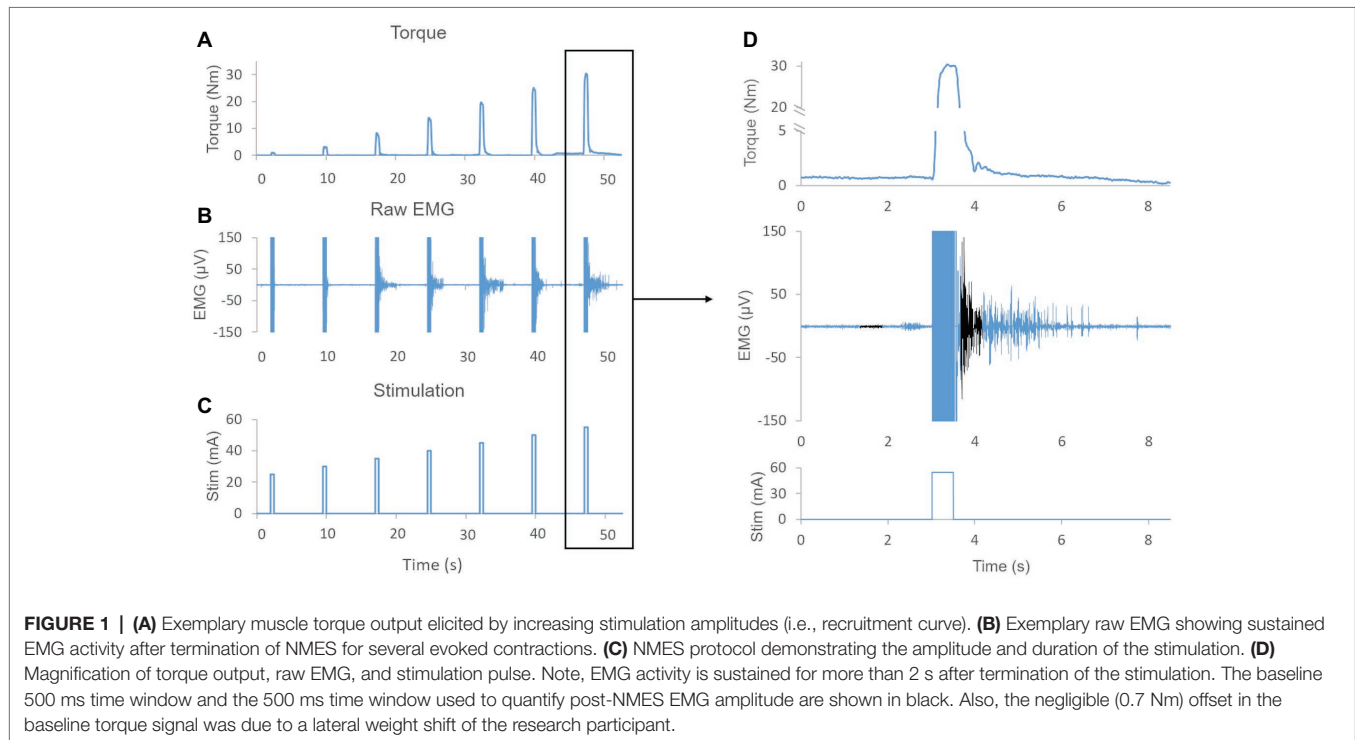 A
Torque
Torque (Nm)
30
20
10
0
0 10 20 30 40 50
B
Raw EMG
EMG (µV)
150
50
-50
-150
0 10 20 30 40 50
C
Stimulation
Stim (mA)
60
40
20
0
0 10 20 30 40 50
Time (s)
D
Torque (Nm)
30
20
5
0
0 2 4 6 8
EMG (µV)
150
50
-50
-150
0 2 4 6 8
Stim (mA)
60
30
0
0 2 4 6 8
Time (s)
FIGURE 1 | (A) Exemplary muscle torque output elicited by increasing stimulation amplitudes (i.e., recruitment curve). (B) Exemplary raw EMG showing sustained
EMG activity after termination of NMES for several evoked contractions. (C) NMES protocol demonstrating the amplitude and duration of the stimulation. (D)
Magnification of torque output, raw EMG, and stimulation pulse. Note, EMG activity is sustained for more than 2 s after termination of the stimulation. The baseline
500 ms time window and the 500 ms time window used to quantify post-NMES EMG amplitude are shown in black. Also, the negligible (0.7 Nm) offset in the
baseline torque signal was due to a lateral weight shift of the research participant.